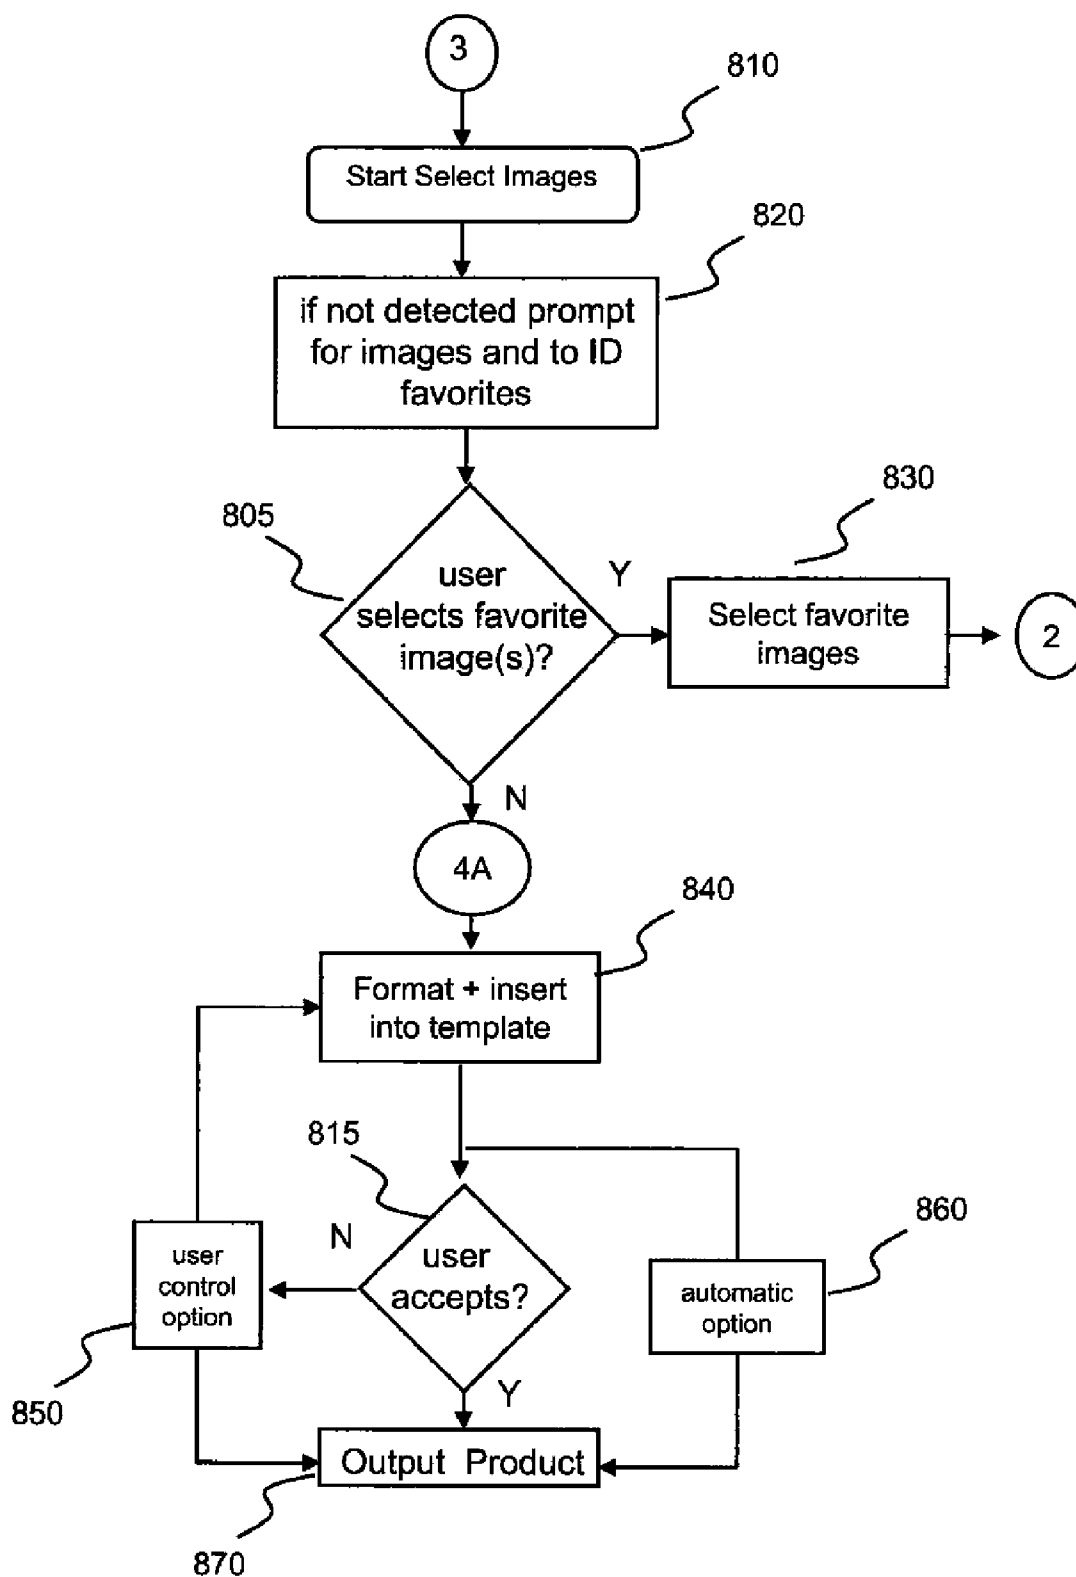 3
810
Start Select Images
820
if not detected prompt
for images and to ID
favorites
830
805
user
selects favorite
image(s)?
Y
Select favorite
images
2
N
4A
840
Format + insert
into template
815
860
N
user
control
option
user
accepts?
automatic
option
850
Y
Output Product
870